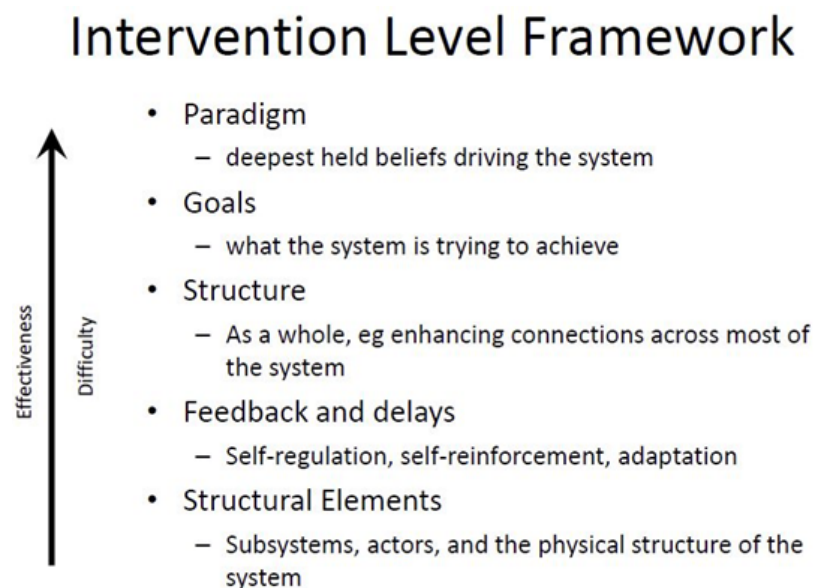 Intervention Level Framework
• Paradigm
– deepest held beliefs driving the system
• Goals
– what the system is trying to achieve
• Structure
– As a whole, eg enhancing connections across most of
the system
• Feedback and delays
– Self-regulation, self-reinforcement, adaptation
• Structural Elements
– Subsystems, actors, and the physical structure of the
system
Effectiveness
Difficulty